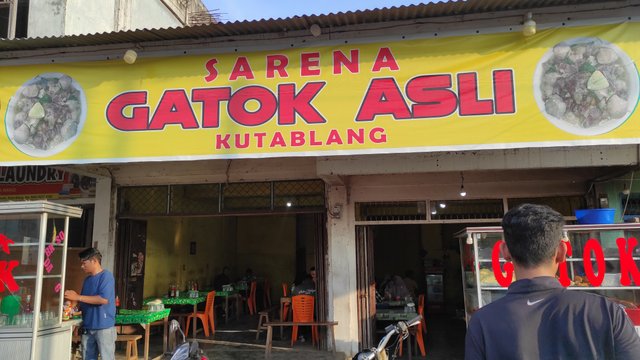 SARENA
GATOK ASLI
KUTABLANG
LAUNDRY